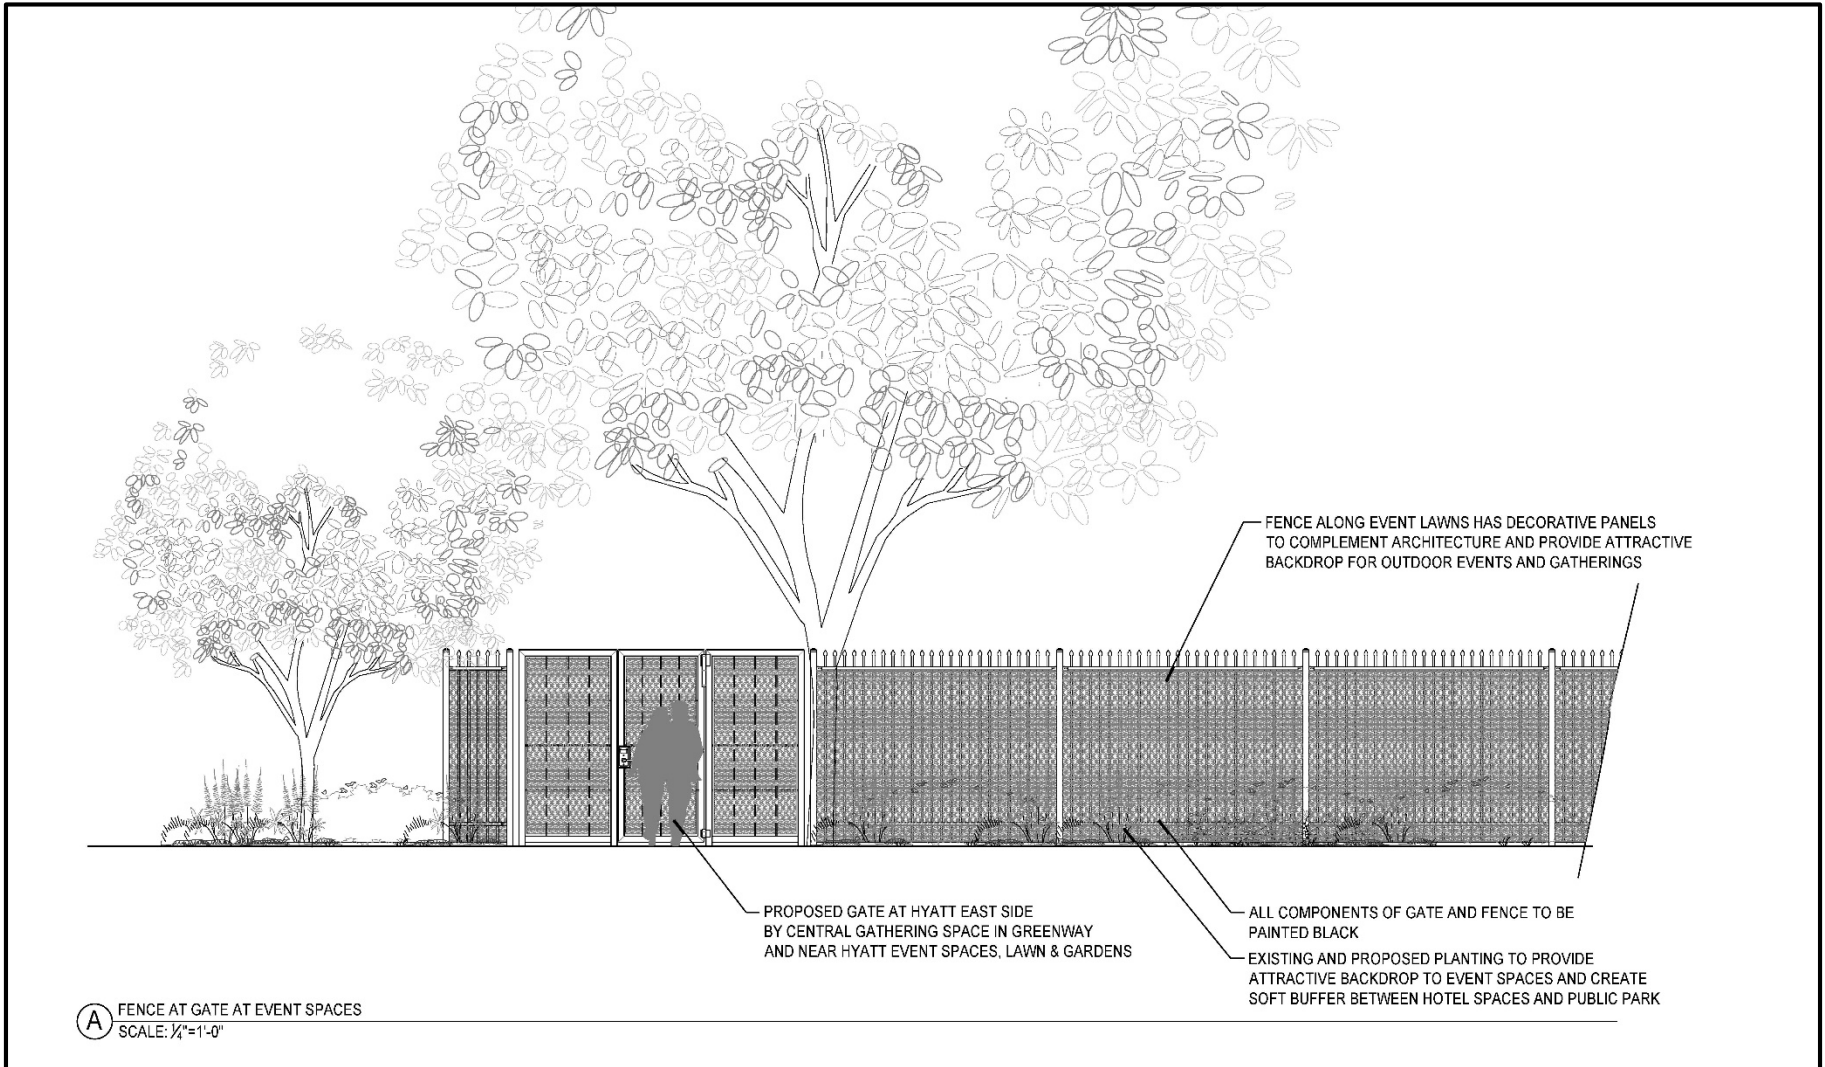 FENCE ALONG EVENT LAWNS HAS DECORATIVE PANELS
TO COMPLEMENT ARCHITECTURE AND PROVIDE ATTRACTIVE
BACKDROP FOR OUTDOOR EVENTS AND GATHERINGS
PROPOSED GATE AT HYATT EAST SIDE
BY CENTRAL GATHERING SPACE IN GREENWAY
AND NEAR HYATT EVENT SPACES, LAWN & GARDENS
ALL COMPONENTS OF GATE AND FENCE TO BE
PAINTED BLACK
EXISTING AND PROPOSED PLANTING TO PROVIDE
ATTRACTIVE BACKDROP TO EVENT SPACES AND CREATE
SOFT BUFFER BETWEEN HOTEL SPACES AND PUBLIC PARK
A
FENCE AT GATE AT EVENT SPACES
SCALE: ¼"=1'-0"